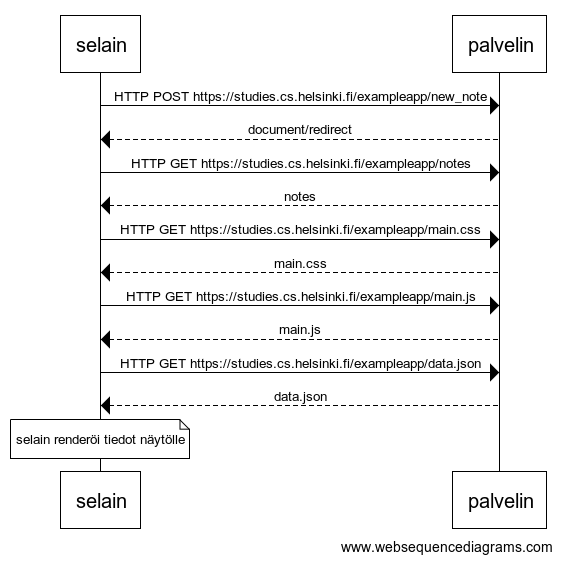 selain palvelin
HTTP POST https://studies.cs.helsinki.fi/exampleapp/new_note
document/redirect
HTTP GET https://studies.cs.helsinki.fi/exampleapp/notes
notes
HTTP GET https://studies.cs.helsinki.fi/exampleapp/main.css
main.css
HTTP GET https://studies.cs.helsinki.fi/exampleapp/main.js
main.js
HTTP GET https://studies.cs.helsinki.fi/exampleapp/data.json
data.json
selain renderöi tiedot näytölle
selain palvelin
www.websequencediagrams.com